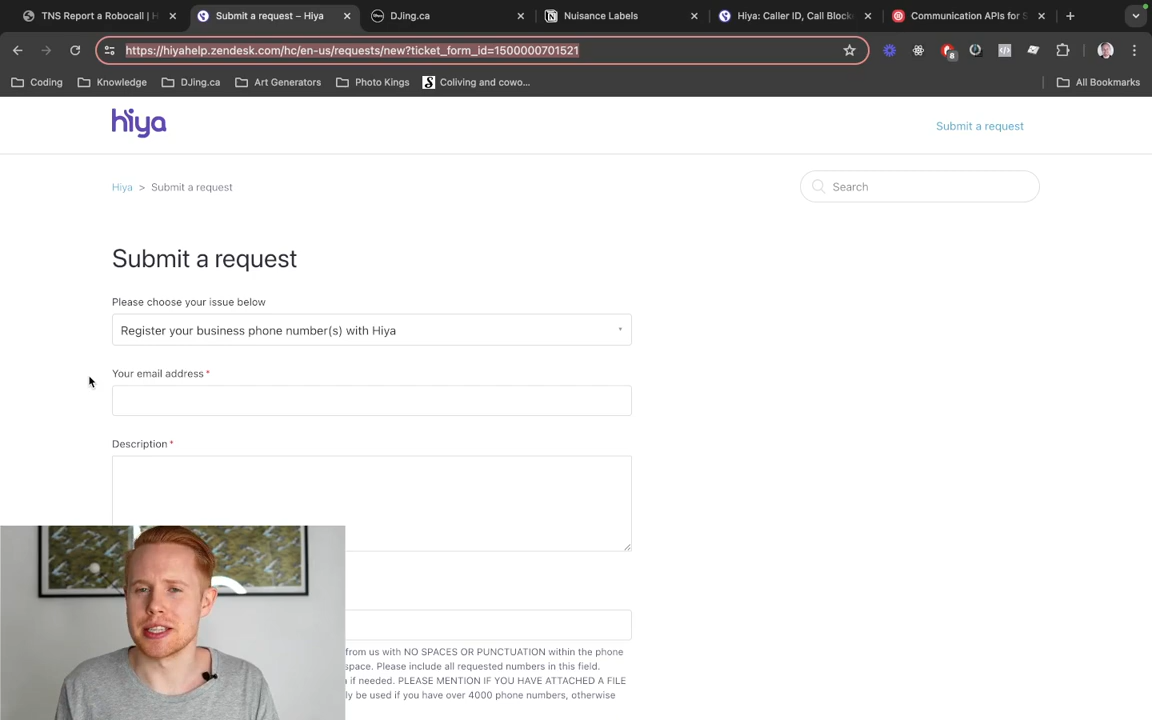 TNS Report a Robocall | H
Submit a request – Hiya
DJing.ca
Nuisance Labels
Hiya: Caller ID, Call Block
Communication APIs for S
https://hiyahelp.zendesk.com/hc/en-us/requests/new?ticket_form_id=1500000701521
8
Coding
Knowledge
DJing.ca
Art Generators
Photo Kings
Coliving and cowo...
All Bookmarks
hiya
Submit a request
Hiya > Submit a request
Search
Submit a request
Please choose your issue below
Register your business phone number(s) with Hiya
Your email address *
Description *
from us with NO SPACES OR PUNCTUATION within the phone
space. Please include all requested numbers in this field.
if needed. PLEASE MENTION IF YOU HAVE ATTACHED A FILE
ly be used if you have over 4000 phone numbers, otherwise